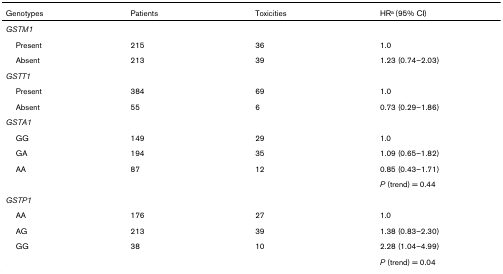 Genotypes Patients Toxicities HRa (95% CI)
GSTM1
Present 215 36 1.0
Absent 213 39 1.23 (0.74–2.03)
GSTT1
Present 384 69 1.0
Absent 55 6 0.73 (0.29–1.86)
GSTA1
GG 149 29 1.0
GA 194 35 1.09 (0.65–1.82)
AA 87 12 0.85 (0.43–1.71)
P (trend) = 0.44
GSTP1
AA 176 27 1.0
AG 213 39 1.38 (0.83–2.30)
GG 38 10 2.28 (1.04–4.99)
P (trend) = 0.04